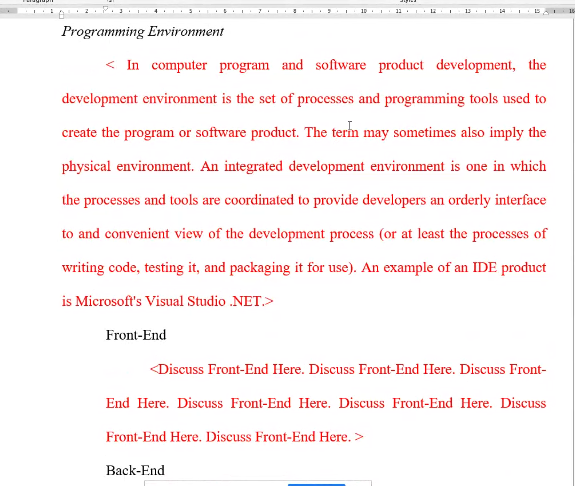 Programming Environment
< In computer program and software product development, the
development environment is the set of processes and programming tools used to
create the program or software product. The term may sometimes also imply the
physical environment. An integrated development environment is one in which
the processes and tools are coordinated to provide developers an orderly interface
to and convenient view of the development process (or at least the processes of
writing code, testing it, and packaging it for use). An example of an IDE product
is Microsoft's Visual Studio .NET.>
Front-End
<Discuss Front-End Here. Discuss Front-End Here. Discuss Front-
End Here. Discuss Front-End Here. Discuss Front-End Here. Discuss
Front-End Here. Discuss Front-End Here. >
Back-End